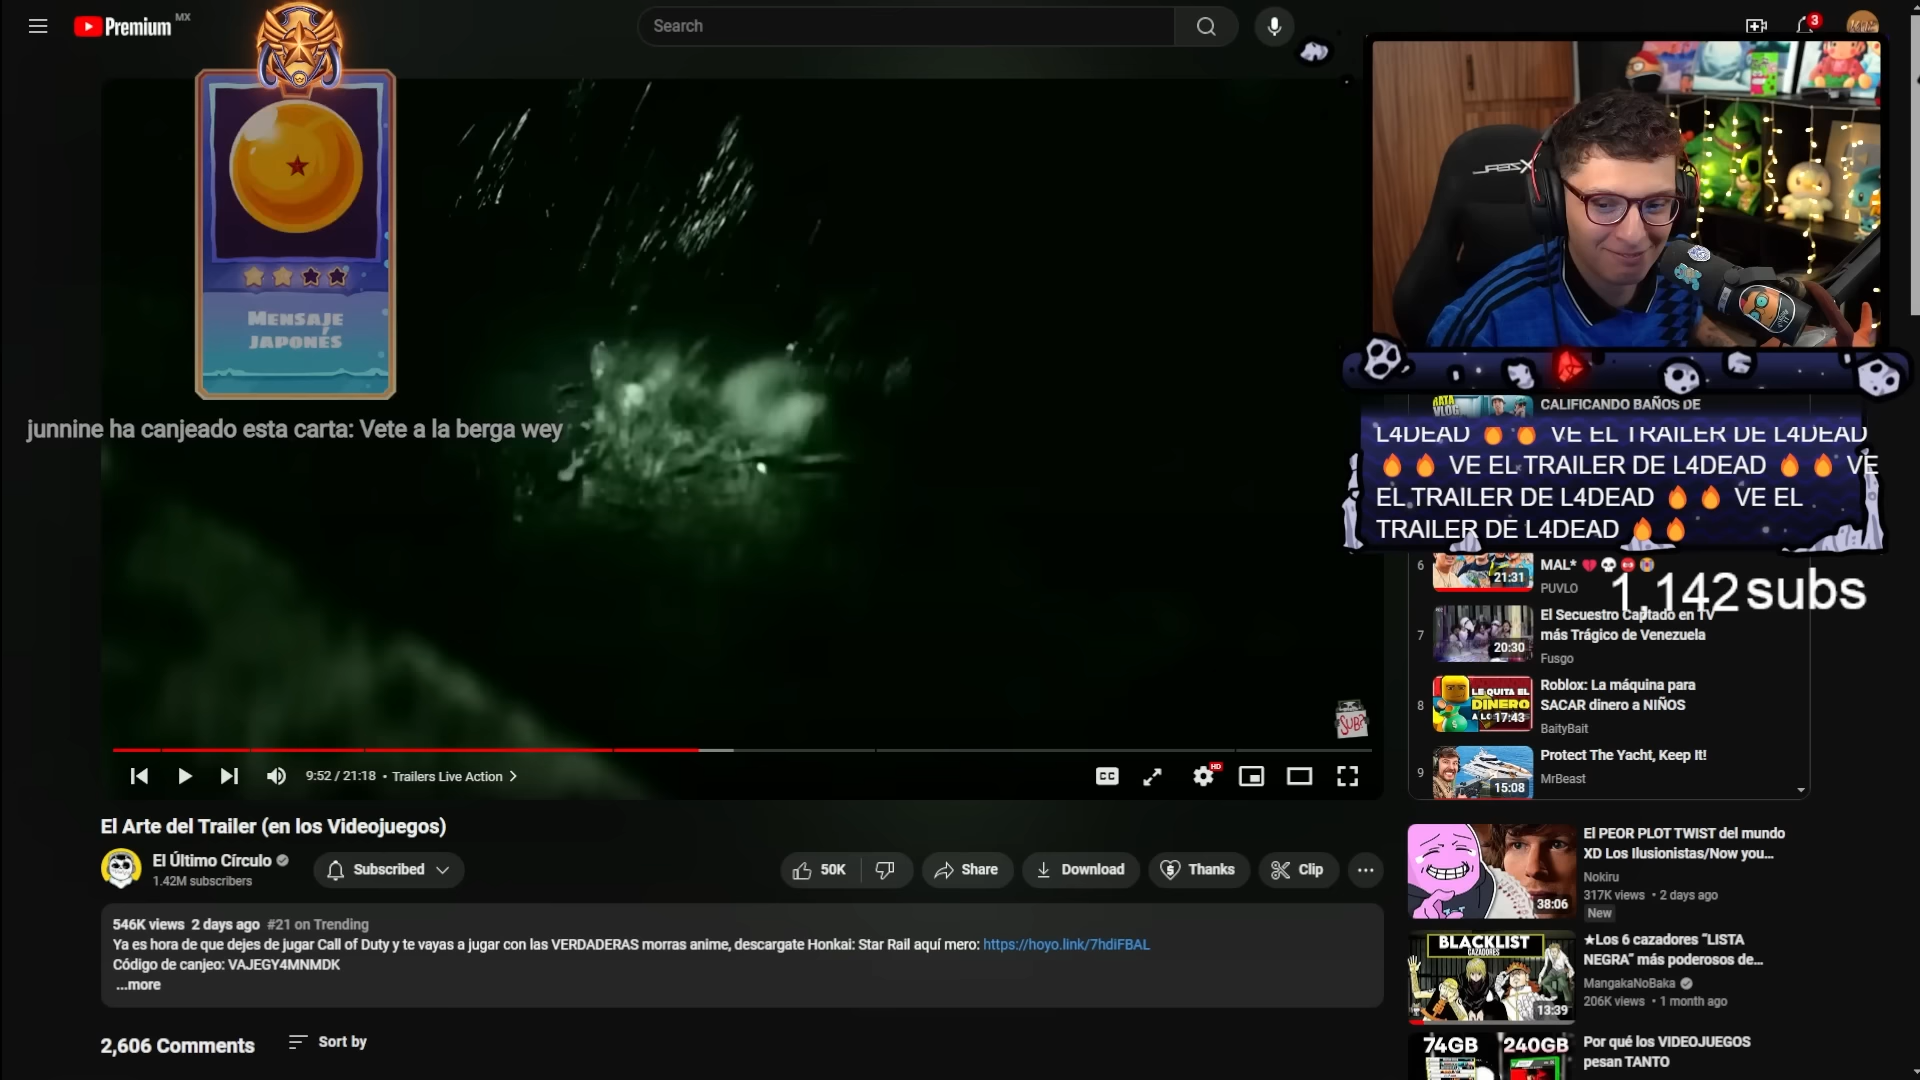 Premium MX
Search
3
MENSAJE
JAPONÉS
junnine ha canjeado esta carta: Vete a la berga wey
CALIFICANDO BAÑOS DE
L4DEAD 🔥 🔥 VE EL TRAILER DE L4DEAD
🔥 🔥 VE EL TRAILER DE L4DEAD 🔥 🔥 VE
EL TRAILER DE L4DEAD 🔥 🔥 VE EL
TRAILER DE L4DEAD 🔥 🔥
1,142 subs
6
21:31
MAL* 💔 💀
PUVLO
7
20:30
El Secuestro Captado en TV
más Trágico de Venezuela
Fusgo
8
LE QUITA EL
DINERO
17:43
Roblox: La máquina para
SACAR dinero a NIÑOS
BaityBait
9
15:08
Protect The Yacht, Keep It!
MrBeast
SUB?
9:52 / 21:18 • Trailers Live Action >
CC
HD
El Arte del Trailer (en los Videojuegos)
El Último Círculo
1.42M subscribers
Subscribed
50K
Share
Download
Thanks
Clip
546K views 2 days ago #21 on Trending
Ya es hora de que dejes de jugar Call of Duty y te vayas a jugar con las VERDADERAS morras anime, descargate Honkai: Star Rail aquí mero: https://hoyo.link/7hdiFBAL
Código de canjeo: VAJEGY4MNMDK
...more
2,606 Comments
Sort by
38:06
El PEOR PLOT TWIST del mundo
XD Los Ilusionistas/Now you...
Nokiru
317K views • 2 days ago
New
BLACKLIST
CAZADORES
13:39
★Los 6 cazadores “LISTA
NEGRA” más poderosos de...
MangakaNoBaka
206K views • 1 month ago
74GB
240GB
Por qué los VIDEOJUEGOS
pesan TANTO